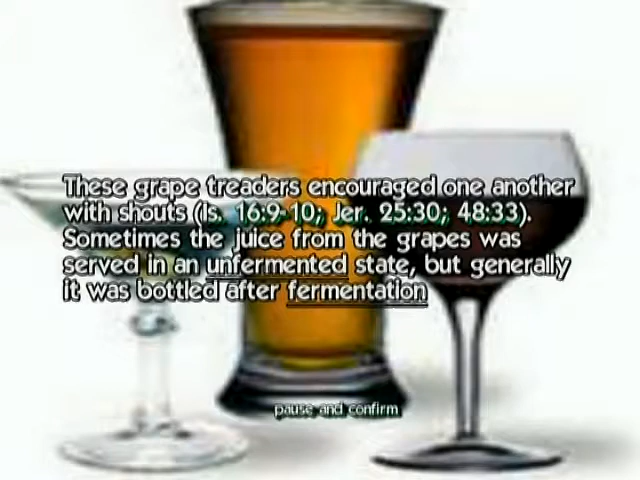 These grape treaders encouraged one another
with shouts (Is. 16:9-10; Jer. 25:30; 48:33).
Sometimes the juice from the grapes was
served in an unfermented state, but generally
it was bottled after fermentation
pause and confirm